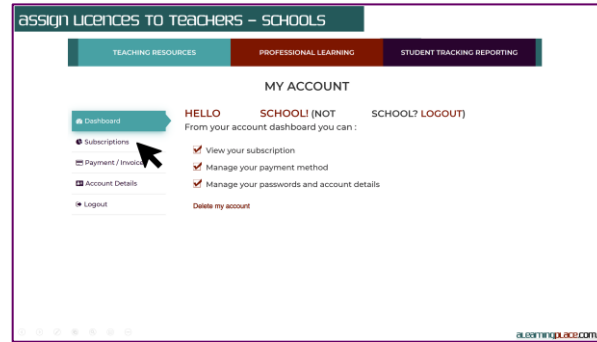 assign Licences to Teachers – Schools
TEACHING RESOURCES PROFESSIONAL LEARNING STUDENT TRACKING REPORTING
MY ACCOUNT
Dashboard
Subscriptions
Payment / Invoice
Account Details
Logout
HELLO SCHOOL! (NOT SCHOOL? LOGOUT)
From your account dashboard you can :
View your subscription
Manage your payment method
Manage your passwords and account details
Delete my account
aLearningPLace.com